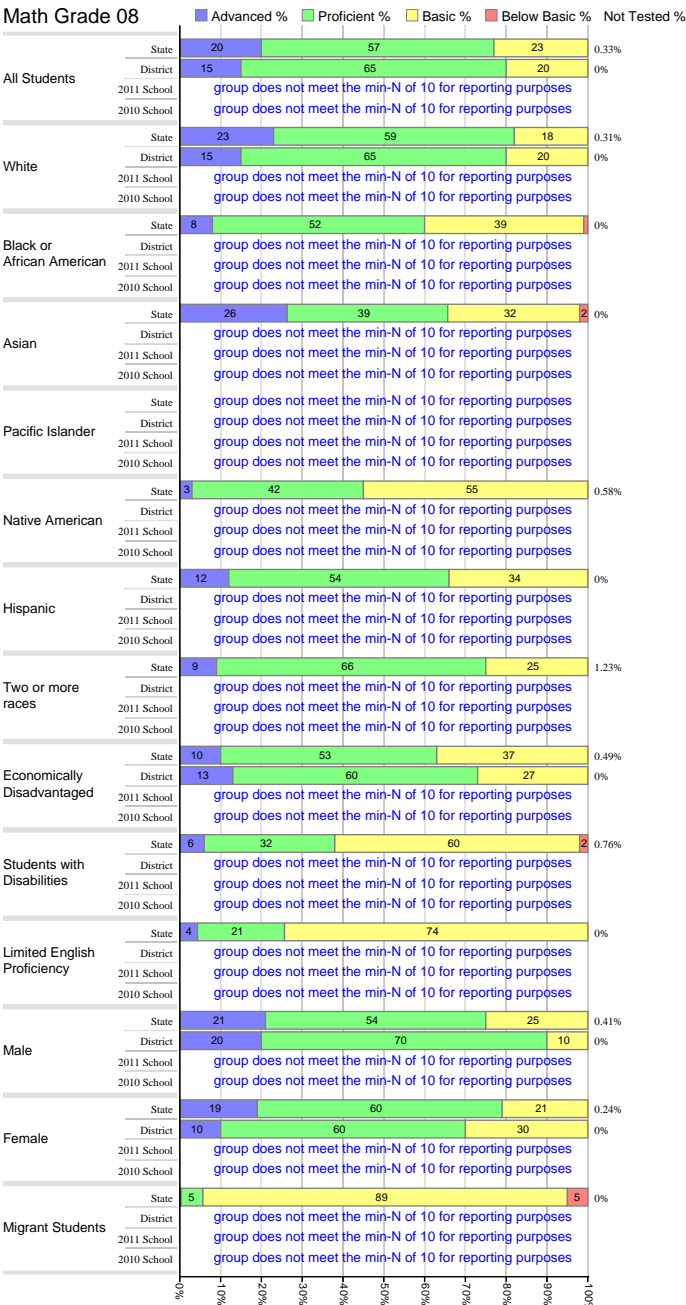 Math Grade 08 Advanced % Proficient % Basic % Below Basic % Not Tested %
All Students
State 20 57 23 0.33%
District 15 65 20 0%
2011 School group does not meet the min-N of 10 for reporting purposes
2010 School group does not meet the min-N of 10 for reporting purposes
White
State 23 59 18 0.31%
District 15 65 20 0%
2011 School group does not meet the min-N of 10 for reporting purposes
2010 School group does not meet the min-N of 10 for reporting purposes
Black or
African American
State 8 52 39 0%
District group does not meet the min-N of 10 for reporting purposes
2011 School group does not meet the min-N of 10 for reporting purposes
2010 School group does not meet the min-N of 10 for reporting purposes
Asian
State 26 39 32 2 0%
District group does not meet the min-N of 10 for reporting purposes
2011 School group does not meet the min-N of 10 for reporting purposes
2010 School group does not meet the min-N of 10 for reporting purposes
Pacific Islander
State group does not meet the min-N of 10 for reporting purposes
District group does not meet the min-N of 10 for reporting purposes
2011 School group does not meet the min-N of 10 for reporting purposes
2010 School group does not meet the min-N of 10 for reporting purposes
Native American
State 3 42 55 0.58%
District group does not meet the min-N of 10 for reporting purposes
2011 School group does not meet the min-N of 10 for reporting purposes
2010 School group does not meet the min-N of 10 for reporting purposes
Hispanic
State 12 54 34 0%
District group does not meet the min-N of 10 for reporting purposes
2011 School group does not meet the min-N of 10 for reporting purposes
2010 School group does not meet the min-N of 10 for reporting purposes
Two or more
races
State 9 66 25 1.23%
District group does not meet the min-N of 10 for reporting purposes
2011 School group does not meet the min-N of 10 for reporting purposes
2010 School group does not meet the min-N of 10 for reporting purposes
Economically
Disadvantaged
State 10 53 37 0.49%
District 13 60 27 0%
2011 School group does not meet the min-N of 10 for reporting purposes
2010 School group does not meet the min-N of 10 for reporting purposes
Students with
Disabilities
State 6 32 60 2 0.76%
District group does not meet the min-N of 10 for reporting purposes
2011 School group does not meet the min-N of 10 for reporting purposes
2010 School group does not meet the min-N of 10 for reporting purposes
Limited English
Proficiency
State 4 21 74 0%
District group does not meet the min-N of 10 for reporting purposes
2011 School group does not meet the min-N of 10 for reporting purposes
2010 School group does not meet the min-N of 10 for reporting purposes
Male
State 21 54 25 0.41%
District 20 70 10 0%
2011 School group does not meet the min-N of 10 for reporting purposes
2010 School group does not meet the min-N of 10 for reporting purposes
Female
State 19 60 21 0.24%
District 10 60 30 0%
2011 School group does not meet the min-N of 10 for reporting purposes
2010 School group does not meet the min-N of 10 for reporting purposes
Migrant Students
State 5 89 5 0%
District group does not meet the min-N of 10 for reporting purposes
2011 School group does not meet the min-N of 10 for reporting purposes
2010 School group does not meet the min-N of 10 for reporting purposes
0% 10% 20% 30% 40% 50% 60% 70% 80% 90% 100%